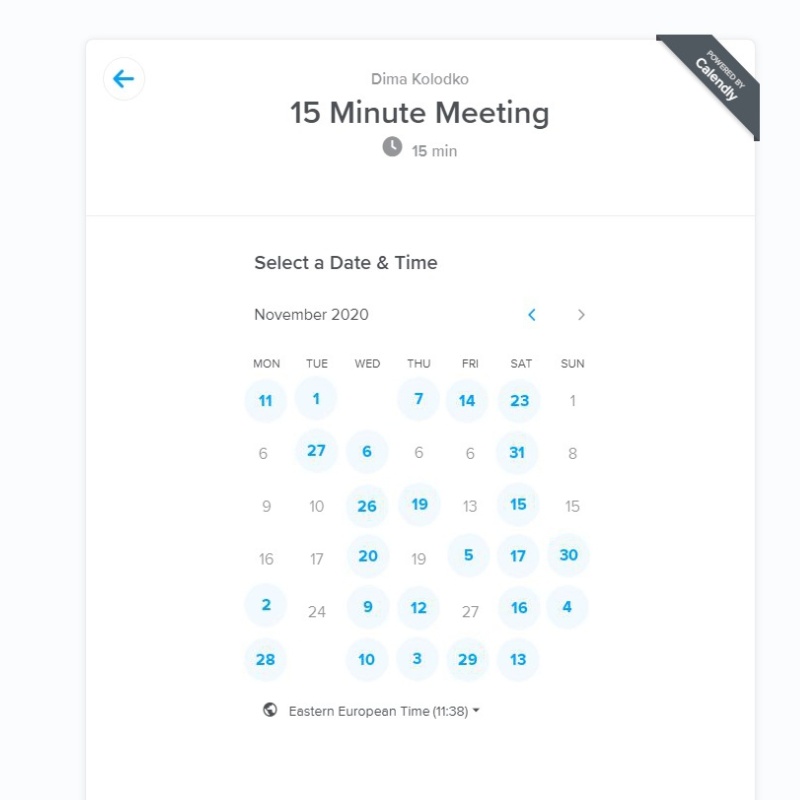 POWERED BY
Calendly
Dima Kolodko
15 Minute Meeting
15 min
Select a Date & Time
November 2020
MON TUE WED THU FRI SAT SUN
11 1 7 14 23 1
6 27 6 6 6 31 8
9 10 26 19 13 15 15
16 17 20 19 5 17 30
2 24 9 12 27 16 4
28 10 3 29 13
Eastern European Time (11:38)